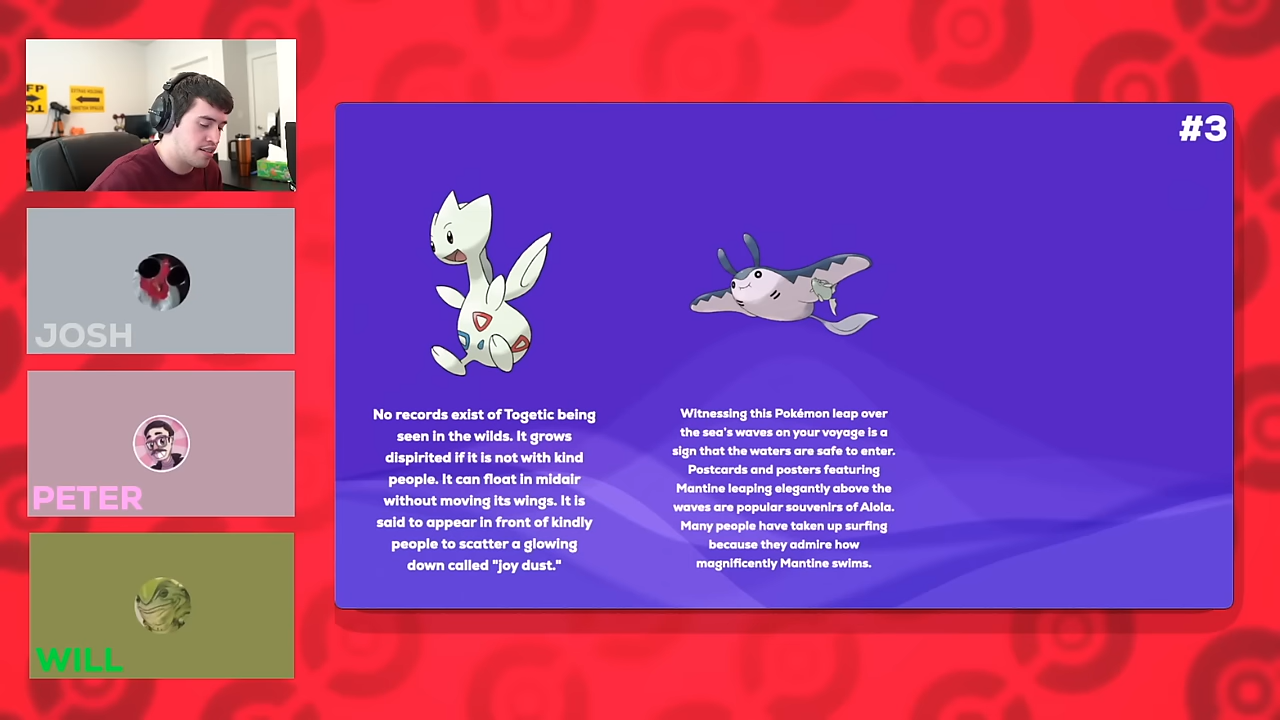 FP
TOT
#3
JOSH
PETER
WILL
No records exist of Togetic being
seen in the wilds. It grows
dispirited if it is not with kind
people. It can float in midair
without moving its wings. It is
said to appear in front of kindly
people to scatter a glowing
down called "joy dust."
Witnessing this Pokémon leap over
the sea's waves on your voyage is a
sign that the waters are safe to enter.
Postcards and posters featuring
Mantine leaping elegantly above the
waves are popular souvenirs of Alola.
Many people have taken up surfing
because they admire how
magnificently Mantine swims.